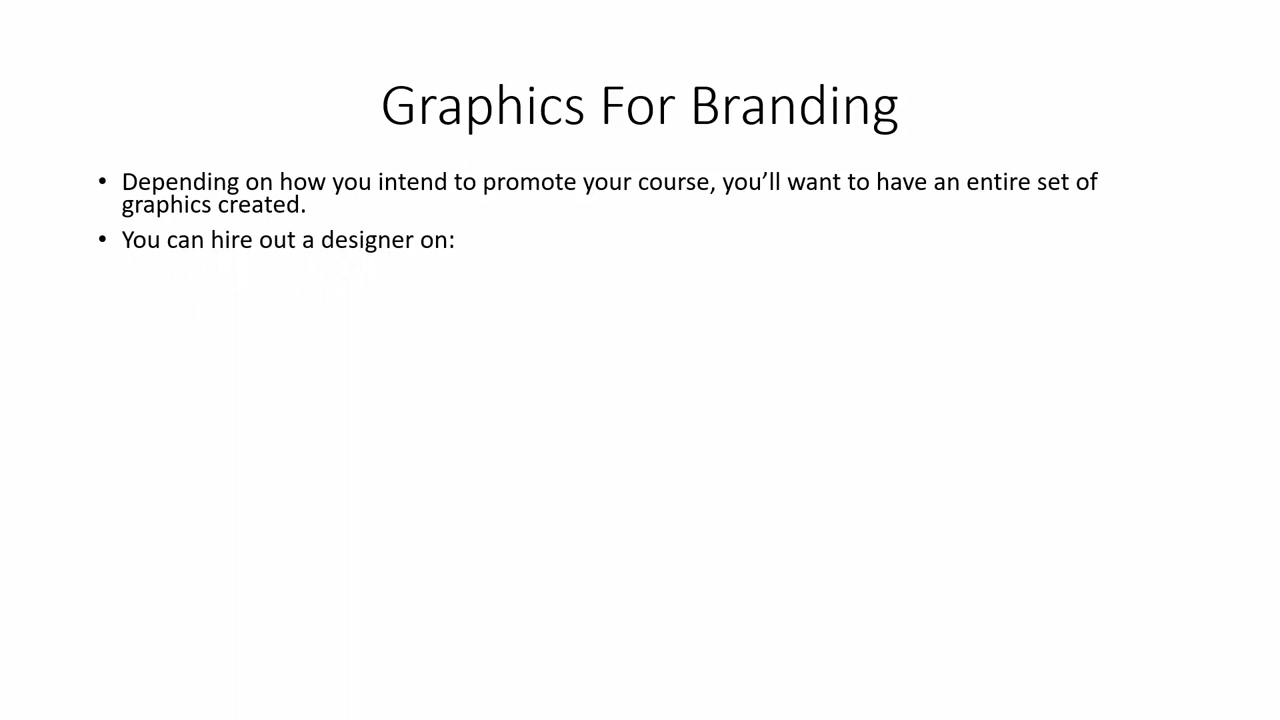 Graphics For Branding
• Depending on how you intend to promote your course, you’ll want to have an entire set of
graphics created.
• You can hire out a designer on: